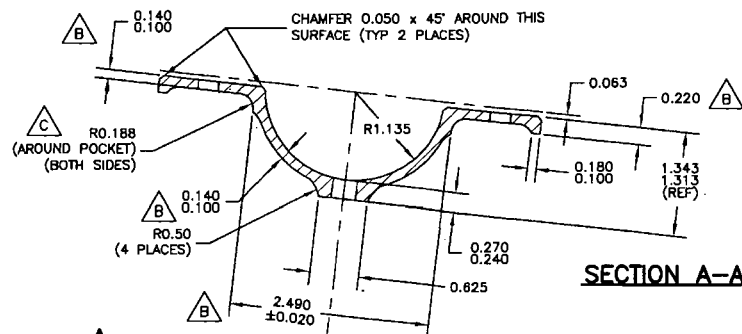 B
0.140
0.100
CHAMFER 0.050 x 45° AROUND THIS
SURFACE (TYP 2 PLACES)
0.063
0.220
B
C
R0.188
(AROUND POCKET)
(BOTH SIDES)
R1.135
0.180
0.100
1.343
1.313
(REF)
0.140
0.100
B
R0.50
(4 PLACES)
0.270
0.240
0.625
SECTION A-A
B
2.490
±0.020